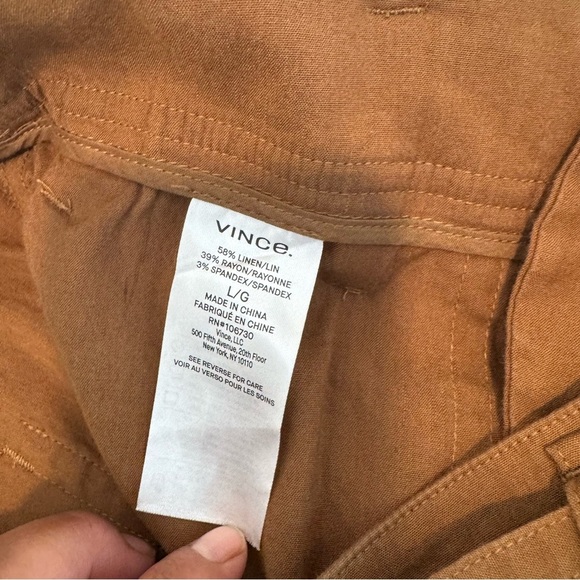 VINCe.
58% LINEN/LIN
39% RAYON/RAYONNE
3% SPANDEX/SPANDEX
L/G
MADE IN CHINA
FABRIQUÉ EN CHINE
RN#106730
Vince, LLC
500 Fifth Avenue, 20th Floor
New York, NY 10110
SEE REVERSE FOR CARE
VOIR AU VERSO POUR LES SOINS